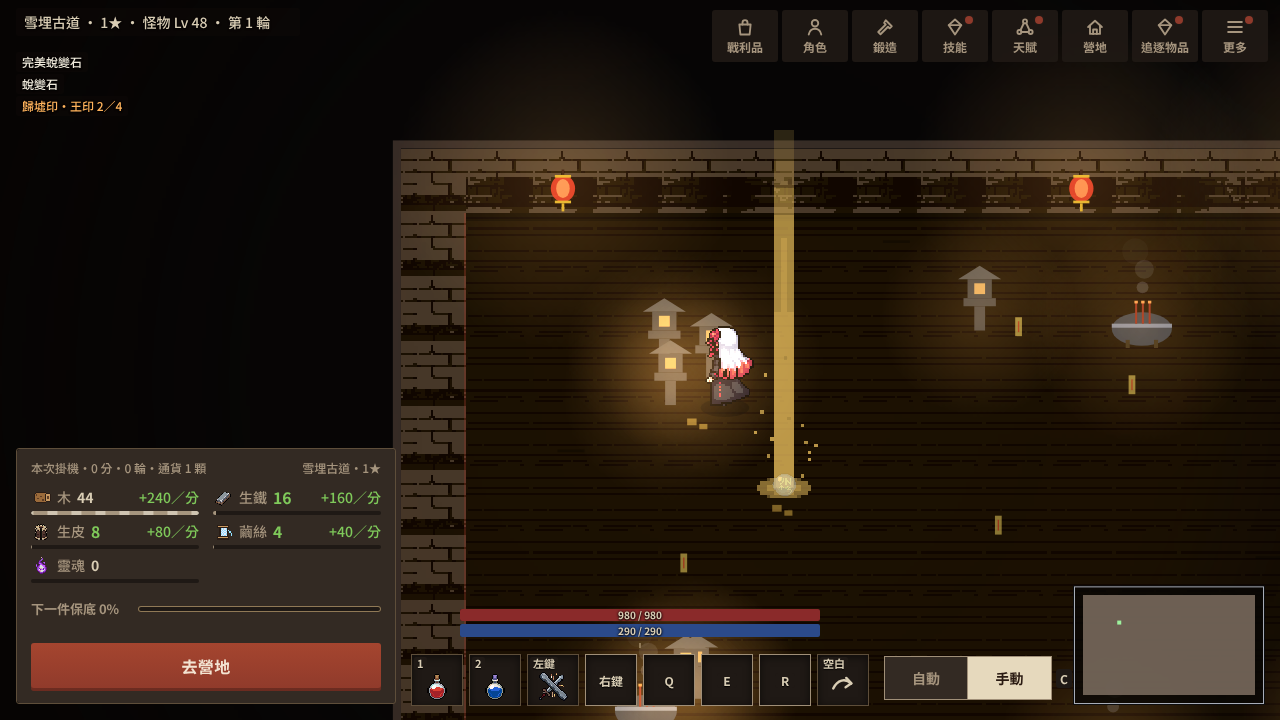 雪埋古道 · 1★ · 怪物 Lv 48 · 第 1 輪
戰利品
角色
鍛造
技能
天賦
營地
追逐物品
更多
完美蛻變石
蛻變石
歸墟印·王印 2／4
本次掛機·0 分·0 輪·通貨 1 顆
雪埋古道·1★
木 44 +240／分
生鐵 16 +160／分
生皮 8 +80／分
繭絲 4 +40／分
靈魂 0
下一件保底 0%
去營地
980 / 980
290 / 290
1
2
左鍵
右鍵
Q
E
R
空白
自動
手動
C